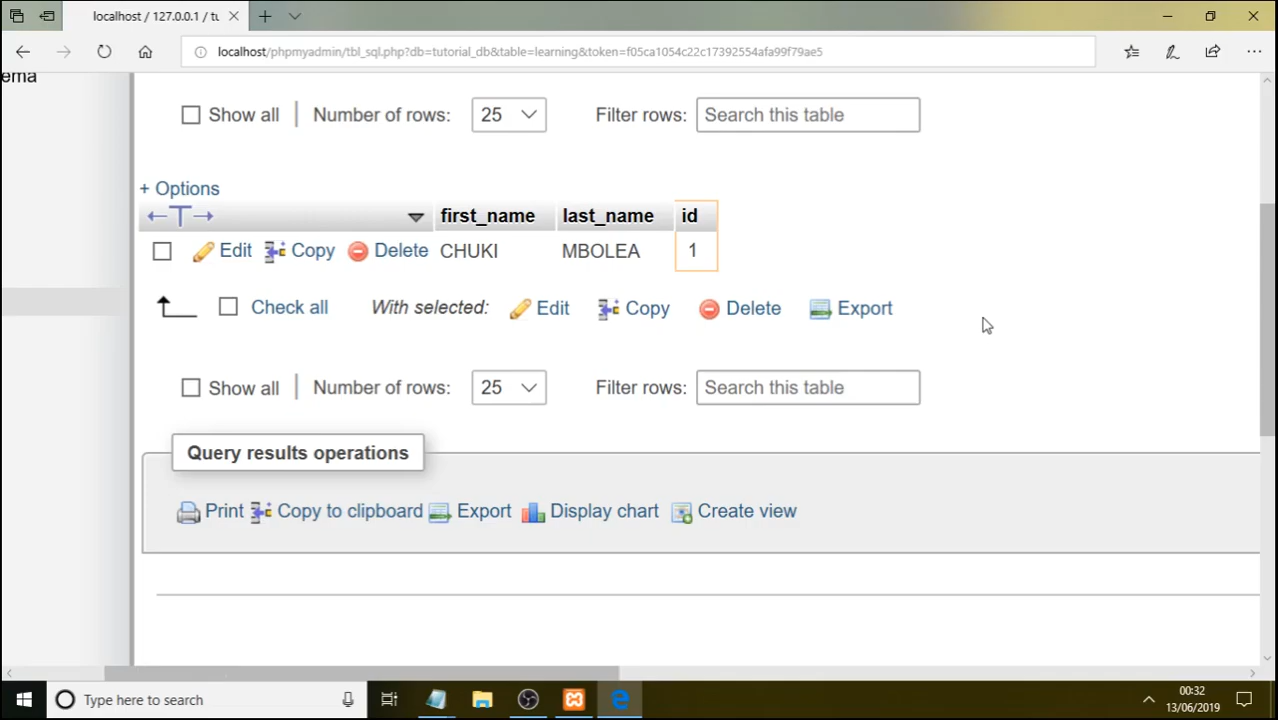 localhost / 127.0.0.1 / tu
localhost/phpmyadmin/tbl_sql.php?db=tutorial_db&table=learning&token=f05ca1054c22c17392554afa99f79ae5
ema
Show all Number of rows: 25 Filter rows: Search this table
+ Options
first_name last_name id
Edit Copy Delete CHUKI MBOLEA 1
Check all With selected: Edit Copy Delete Export
Show all Number of rows: 25 Filter rows: Search this table
Query results operations
Print Copy to clipboard Export Display chart Create view
Type here to search
00:32
13/06/2019